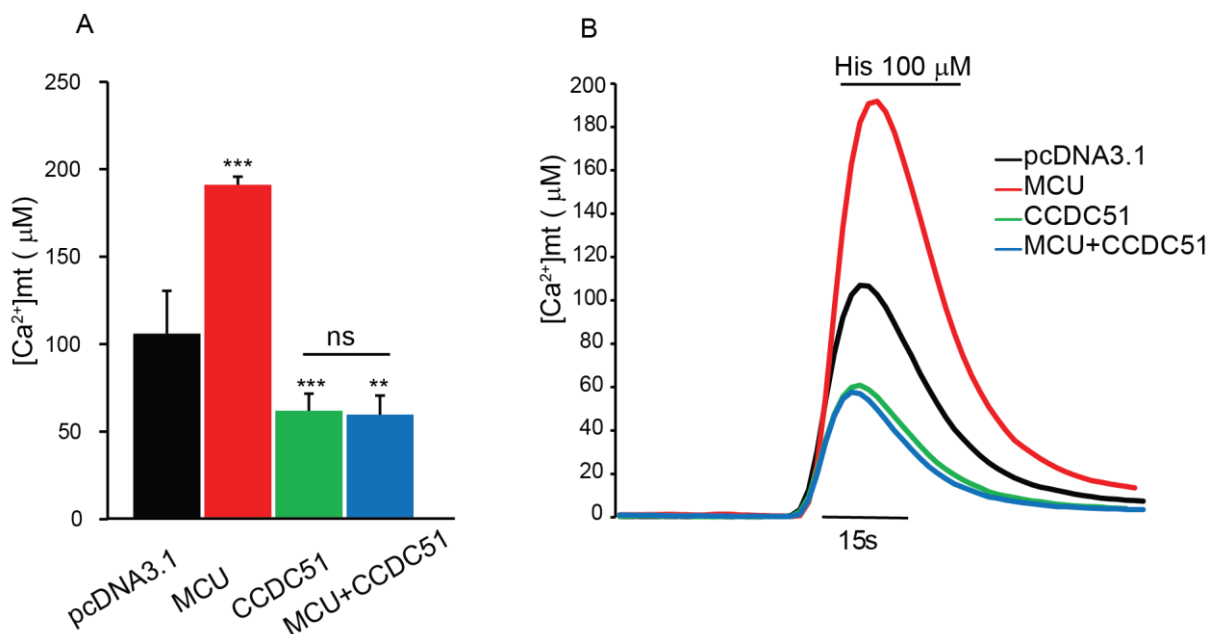 A
250
200
150
100
50
0
[Ca²⁺]mt ( μM)
***
***
**
ns
pcDNA3.1
MCU
CCDC51
MCU+CCDC51
B
His 100 μM
200
180
160
140
120
100
80
60
40
20
0
[Ca²⁺]mt ( μM)
pcDNA3.1
MCU
CCDC51
MCU+CCDC51
15s